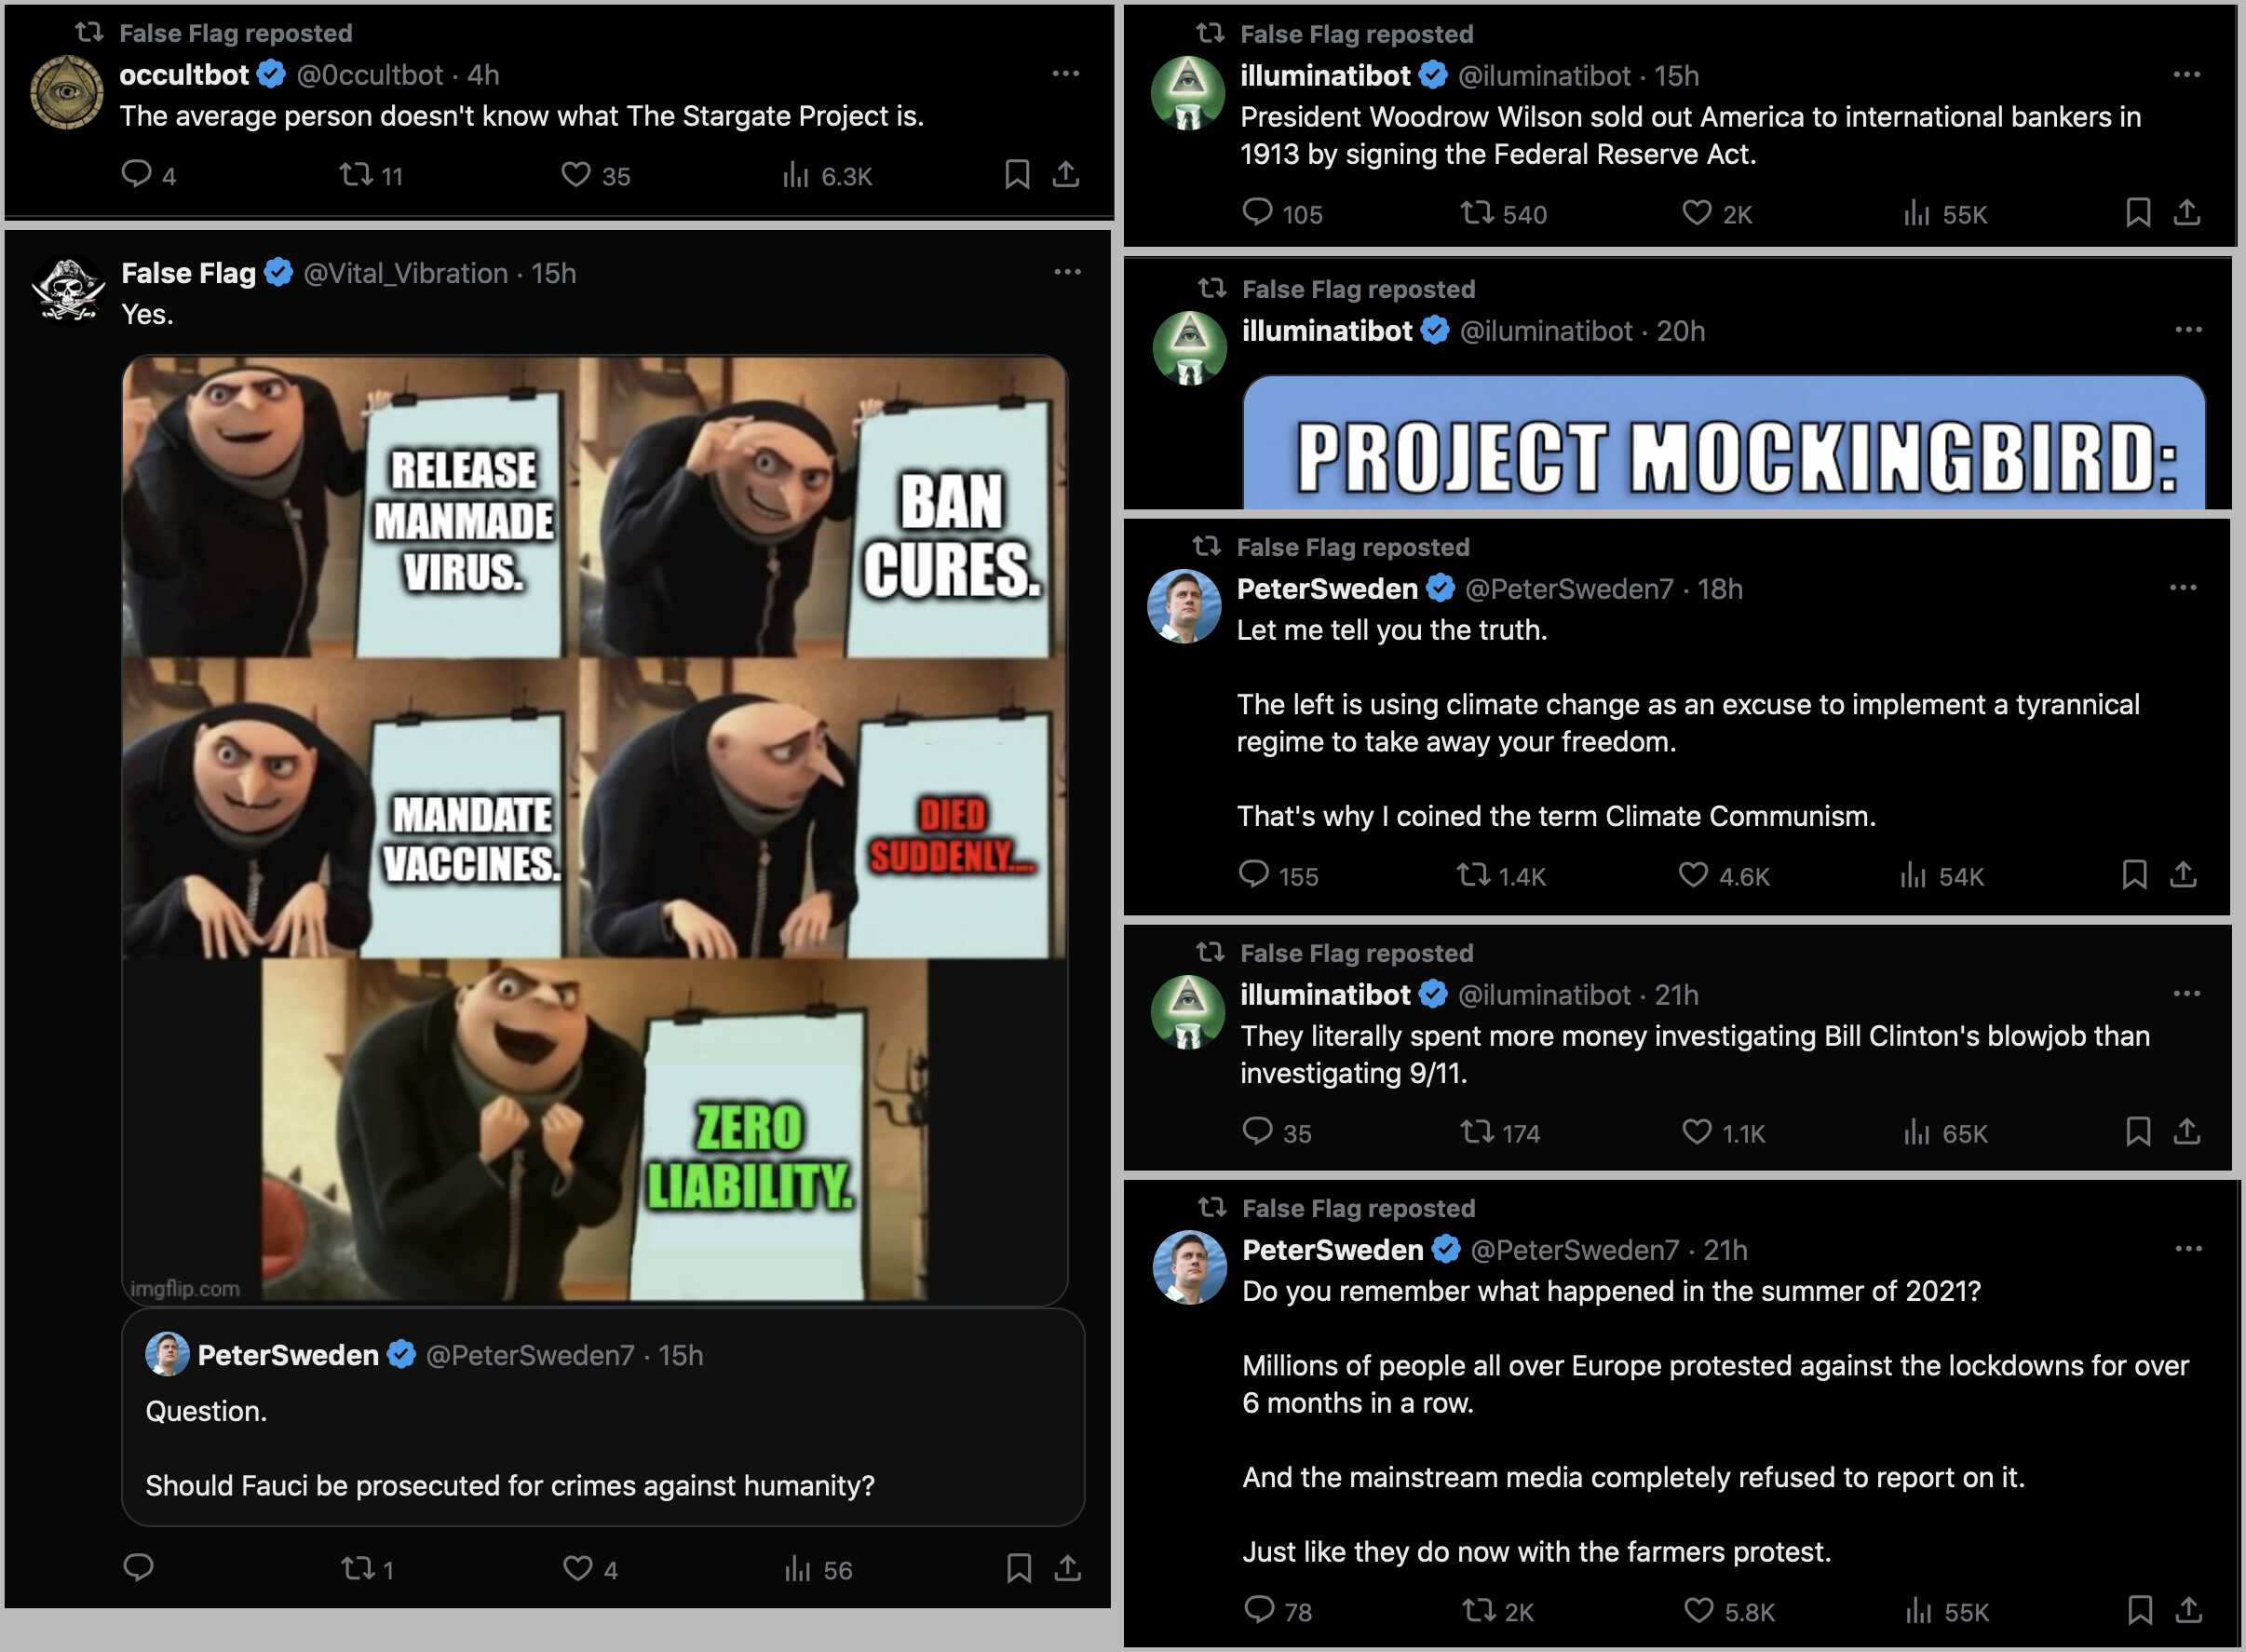 False Flag reposted
occultbot @0ccultbot · 4h
The average person doesn't know what The Stargate Project is.
4 11 35 6.3K
False Flag @Vital_Vibration · 15h
Yes.
RELEASE
MANMADE
VIRUS.
BAN
CURES.
MANDATE
VACCINES.
DIED
SUDDENLY....
ZERO
LIABILITY.
imgflip.com
PeterSweden @PeterSweden7 · 15h
Question.
Should Fauci be prosecuted for crimes against humanity?
1 4 56
False Flag reposted
illuminatibot @iluminatibot · 15h
President Woodrow Wilson sold out America to international bankers in
1913 by signing the Federal Reserve Act.
105 540 2K 55K
False Flag reposted
illuminatibot @iluminatibot · 20h
PROJECT MOCKINGBIRD:
False Flag reposted
PeterSweden @PeterSweden7 · 18h
Let me tell you the truth.
The left is using climate change as an excuse to implement a tyrannical
regime to take away your freedom.
That's why I coined the term Climate Communism.
155 1.4K 4.6K 54K
False Flag reposted
illuminatibot @iluminatibot · 21h
They literally spent more money investigating Bill Clinton's blowjob than
investigating 9/11.
35 174 1.1K 65K
False Flag reposted
PeterSweden @PeterSweden7 · 21h
Do you remember what happened in the summer of 2021?
Millions of people all over Europe protested against the lockdowns for over
6 months in a row.
And the mainstream media completely refused to report on it.
Just like they do now with the farmers protest.
78 2K 5.8K 55K